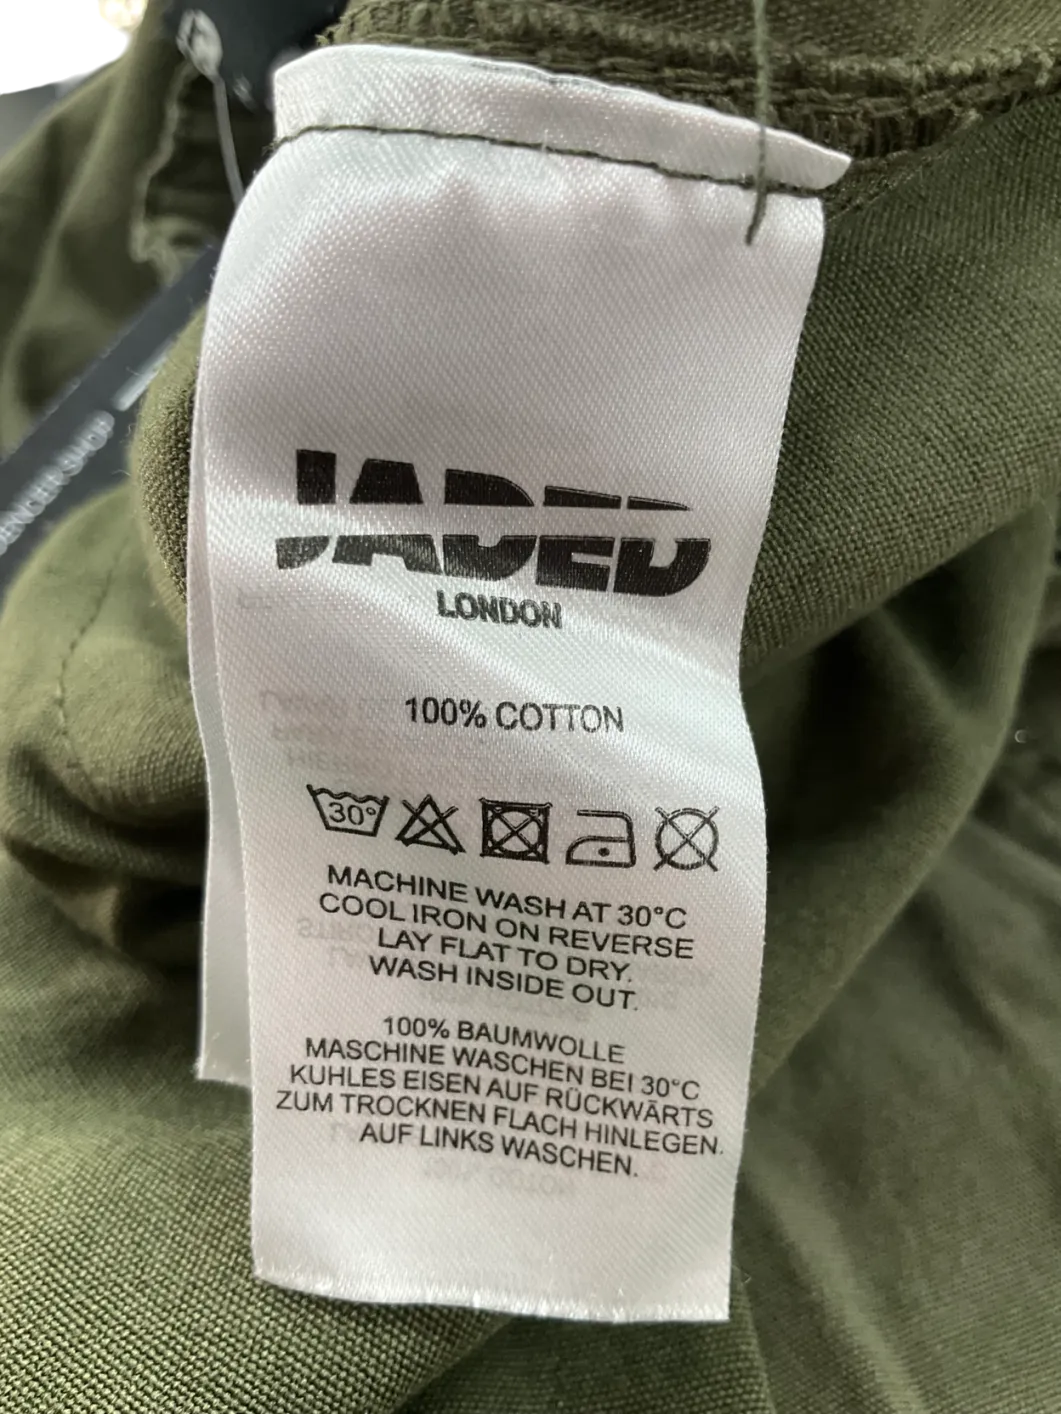 JADED
LONDON
100% COTTON
30°
MACHINE WASH AT 30°C
COOL IRON ON REVERSE
LAY FLAT TO DRY.
WASH INSIDE OUT.
100% BAUMWOLLE
MASCHINE WASCHEN BEI 30°C
KUHLES EISEN AUF RÜCKWÄRTS
ZUM TROCKNEN FLACH HINLEGEN.
AUF LINKS WASCHEN.